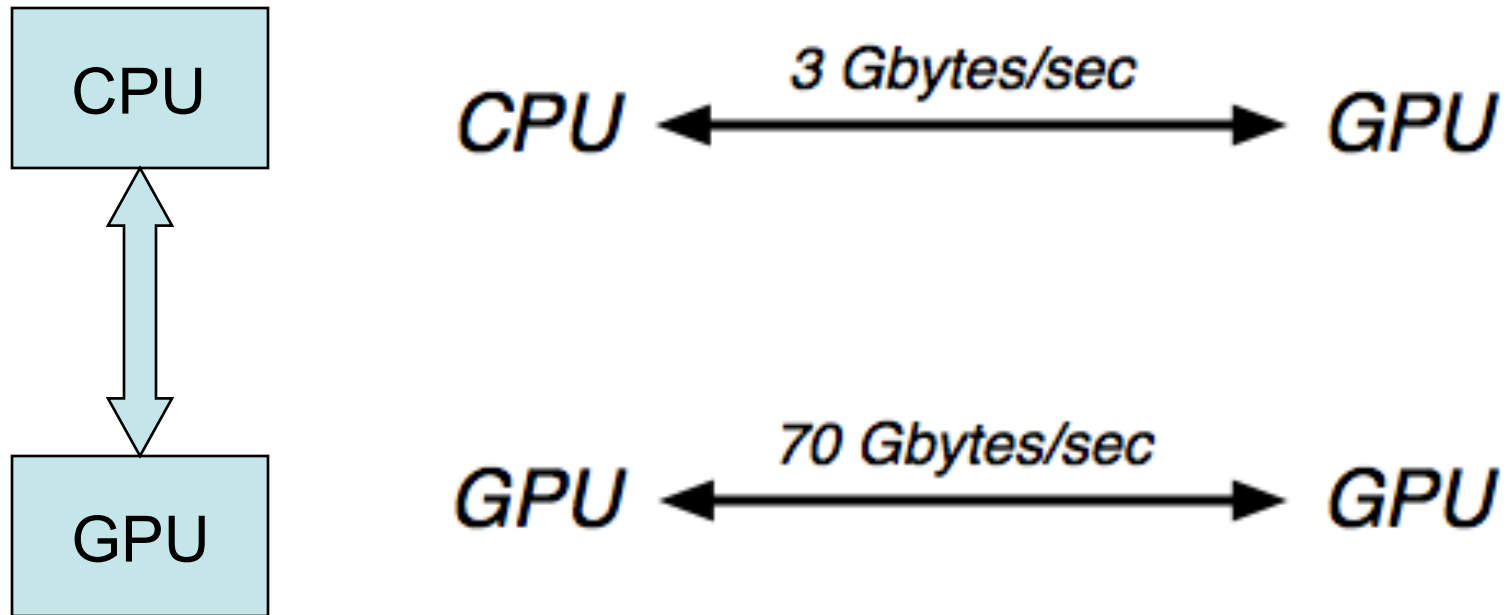 CPU
GPU
3 Gbytes/sec
CPU GPU
70 Gbytes/sec
GPU GPU